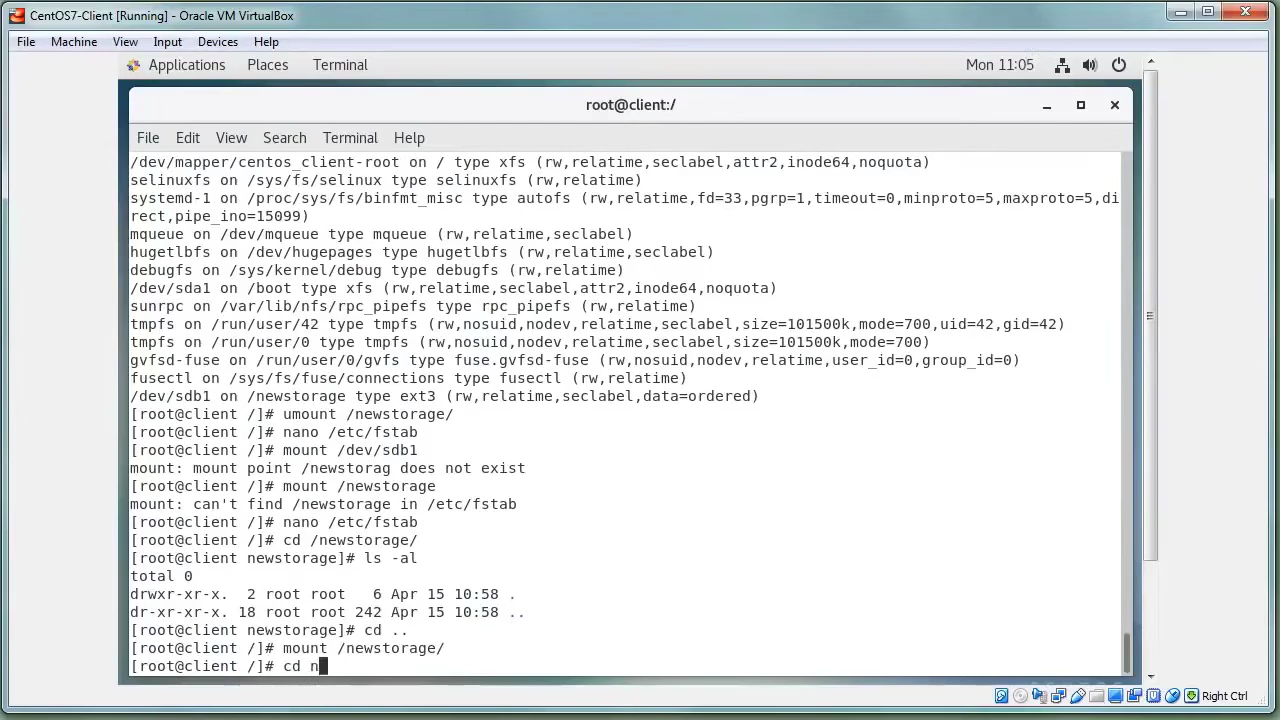 CentOS7-Client [Running] - Oracle VM VirtualBox
File Machine View Input Devices Help
Applications Places Terminal Mon 11:05
root@client:/
File Edit View Search Terminal Help
/dev/mapper/centos_client-root on / type xfs (rw,relatime,seclabel,attr2,inode64,noquota)
selinuxfs on /sys/fs/selinux type selinuxfs (rw,relatime)
systemd-1 on /proc/sys/fs/binfmt_misc type autofs (rw,relatime,fd=33,pgrp=1,timeout=0,minproto=5,maxproto=5,di
rect,pipe_ino=15099)
mqueue on /dev/mqueue type mqueue (rw,relatime,seclabel)
hugetlbfs on /dev/hugepages type hugetlbfs (rw,relatime,seclabel)
debugfs on /sys/kernel/debug type debugfs (rw,relatime)
/dev/sda1 on /boot type xfs (rw,relatime,seclabel,attr2,inode64,noquota)
sunrpc on /var/lib/nfs/rpc_pipefs type rpc_pipefs (rw,relatime)
tmpfs on /run/user/42 type tmpfs (rw,nosuid,nodev,relatime,seclabel,size=101500k,mode=700,uid=42,gid=42)
tmpfs on /run/user/0 type tmpfs (rw,nosuid,nodev,relatime,seclabel,size=101500k,mode=700)
gvfsd-fuse on /run/user/0/gvfs type fuse.gvfsd-fuse (rw,nosuid,nodev,relatime,user_id=0,group_id=0)
fusectl on /sys/fs/fuse/connections type fusectl (rw,relatime)
/dev/sdb1 on /newstorage type ext3 (rw,relatime,seclabel,data=ordered)
[root@client /]# umount /newstorage/
[root@client /]# nano /etc/fstab
[root@client /]# mount /dev/sdb1
mount: mount point /newstorag does not exist
[root@client /]# mount /newstorage
mount: can't find /newstorage in /etc/fstab
[root@client /]# nano /etc/fstab
[root@client /]# cd /newstorage/
[root@client newstorage]# ls -al
total 0
drwxr-xr-x.  2 root root   6 Apr 15 10:58 .
dr-xr-xr-x. 18 root root 242 Apr 15 10:58 ..
[root@client newstorage]# cd ..
[root@client /]# mount /newstorage/
[root@client /]# cd n
Right Ctrl